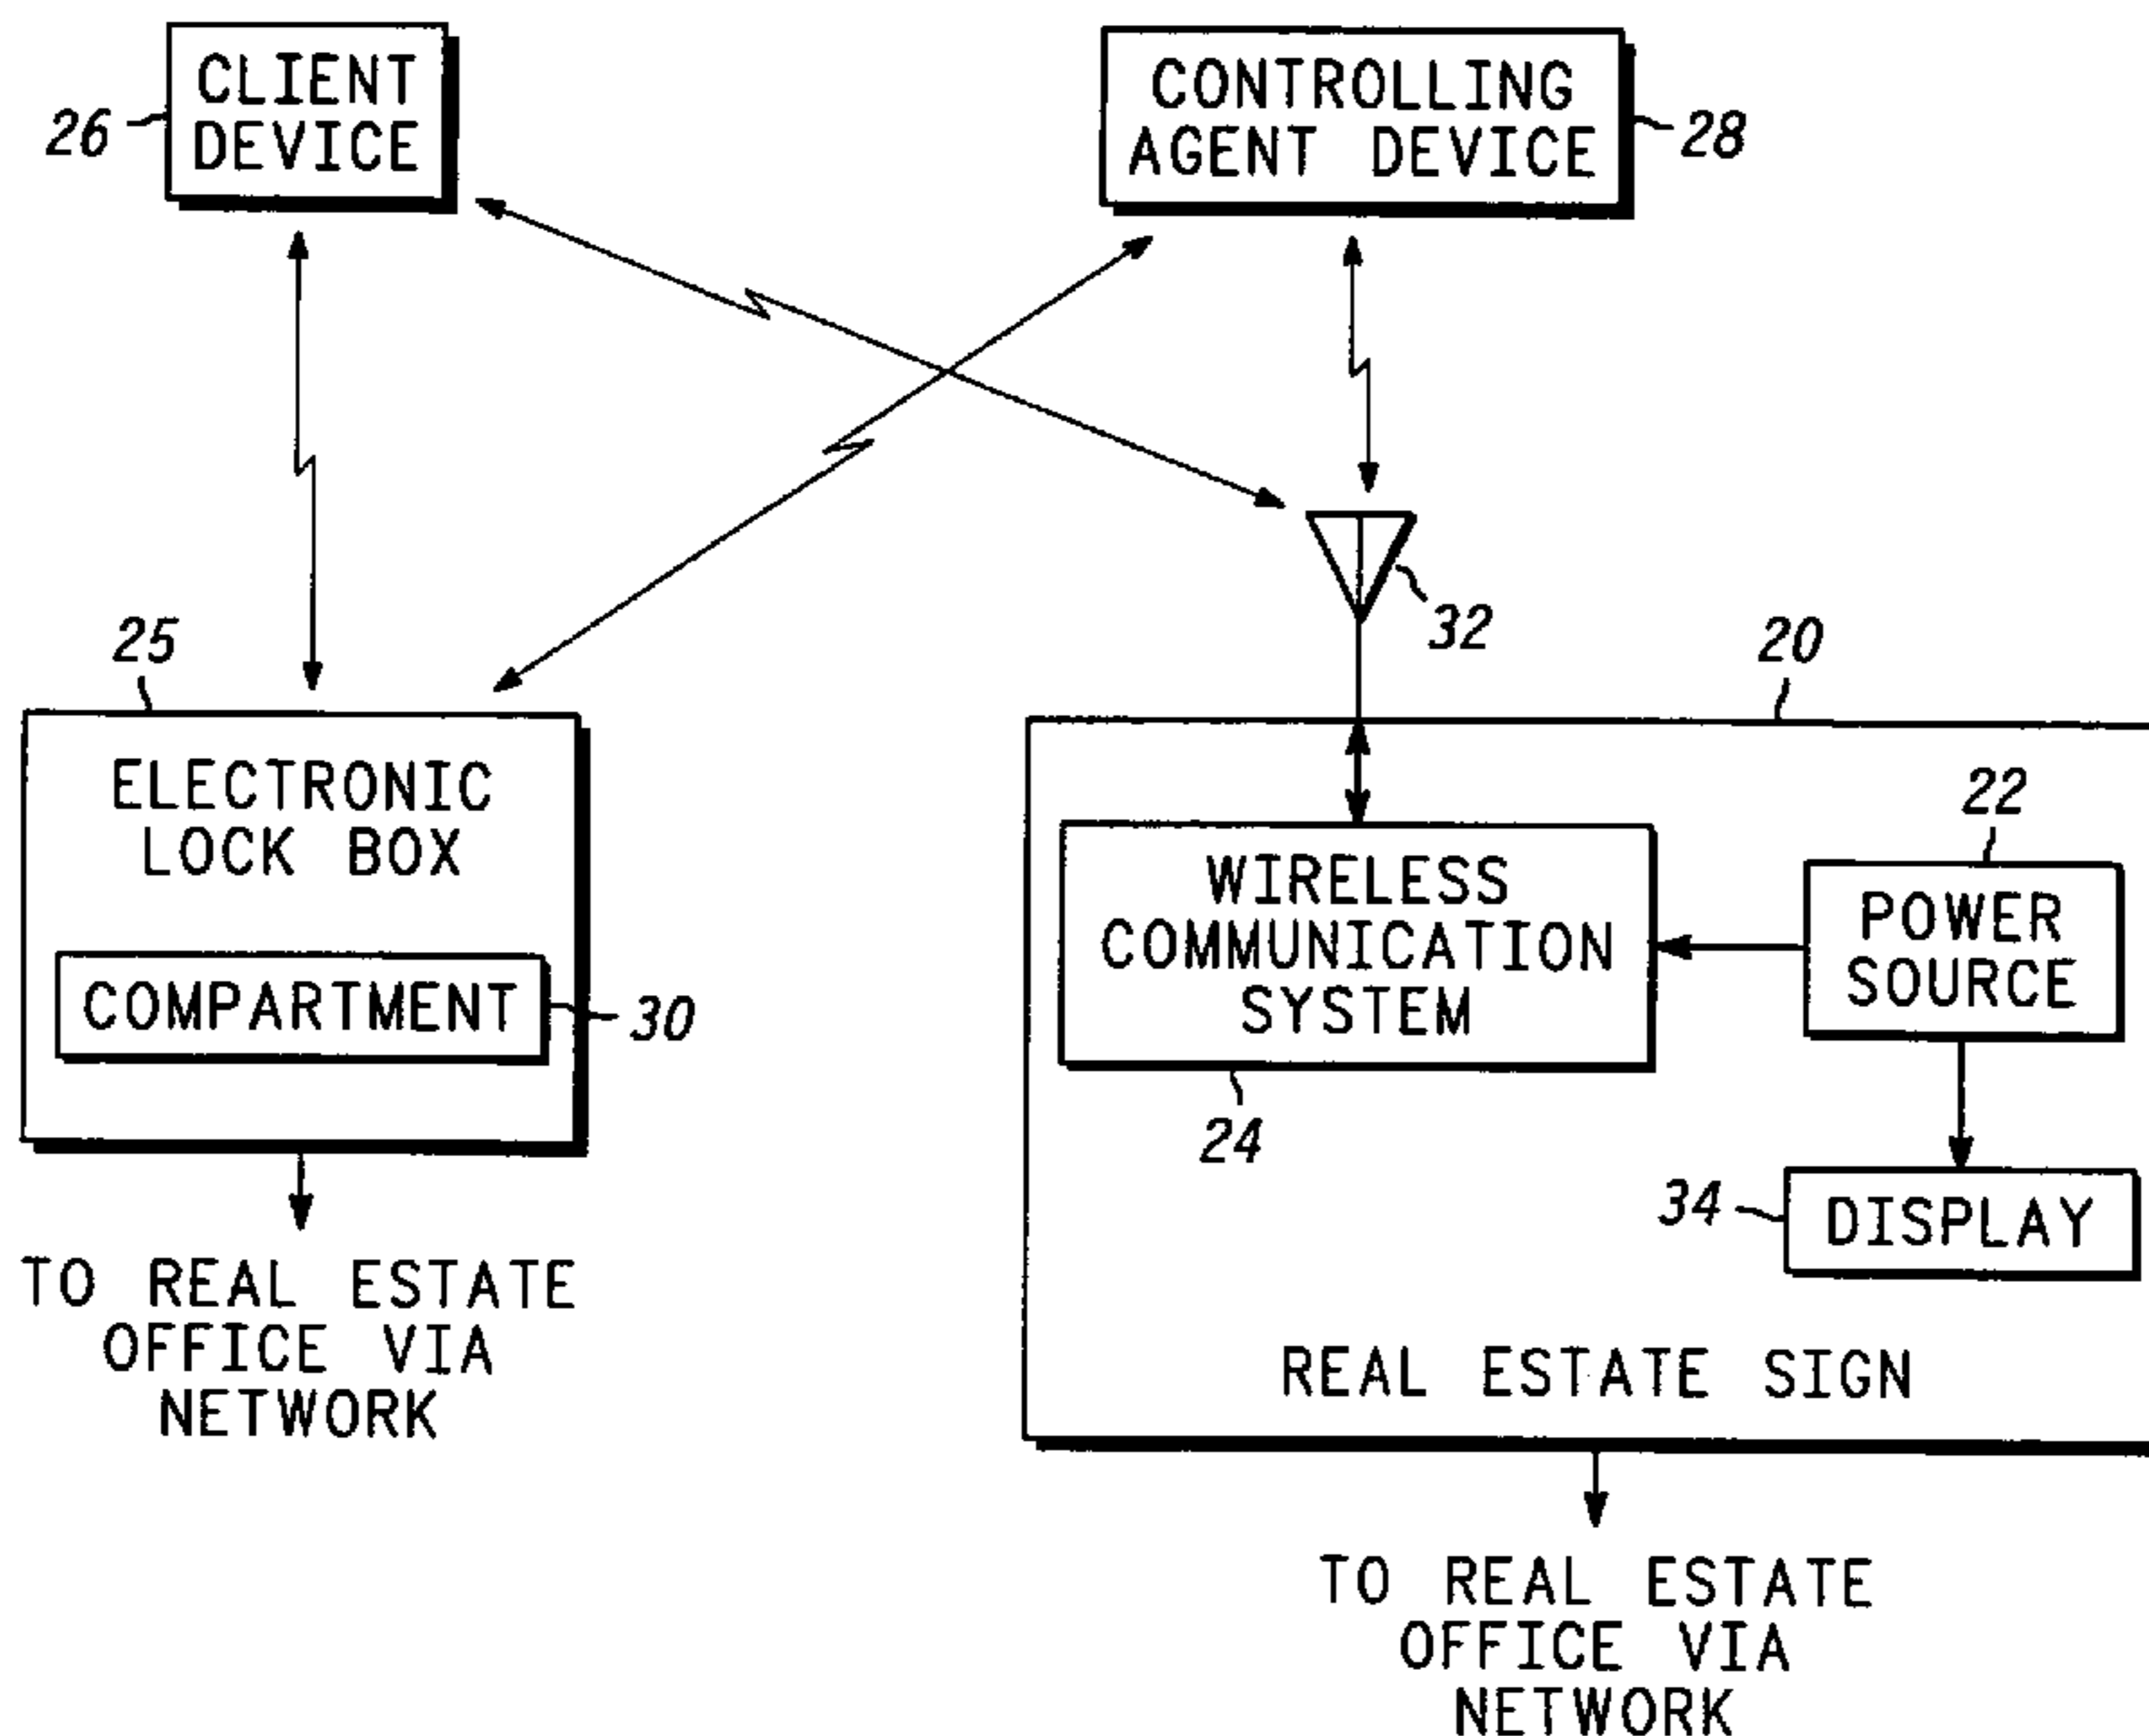 CLIENT
DEVICE
26
CONTROLLING
AGENT DEVICE
28
32
25
ELECTRONIC
LOCK BOX
COMPARTMENT
30
TO REAL ESTATE
OFFICE VIA
NETWORK
20
22
WIRELESS
COMMUNICATION
SYSTEM
24
POWER
SOURCE
34
DISPLAY
REAL ESTATE SIGN
TO REAL ESTATE
OFFICE VIA
NETWORK